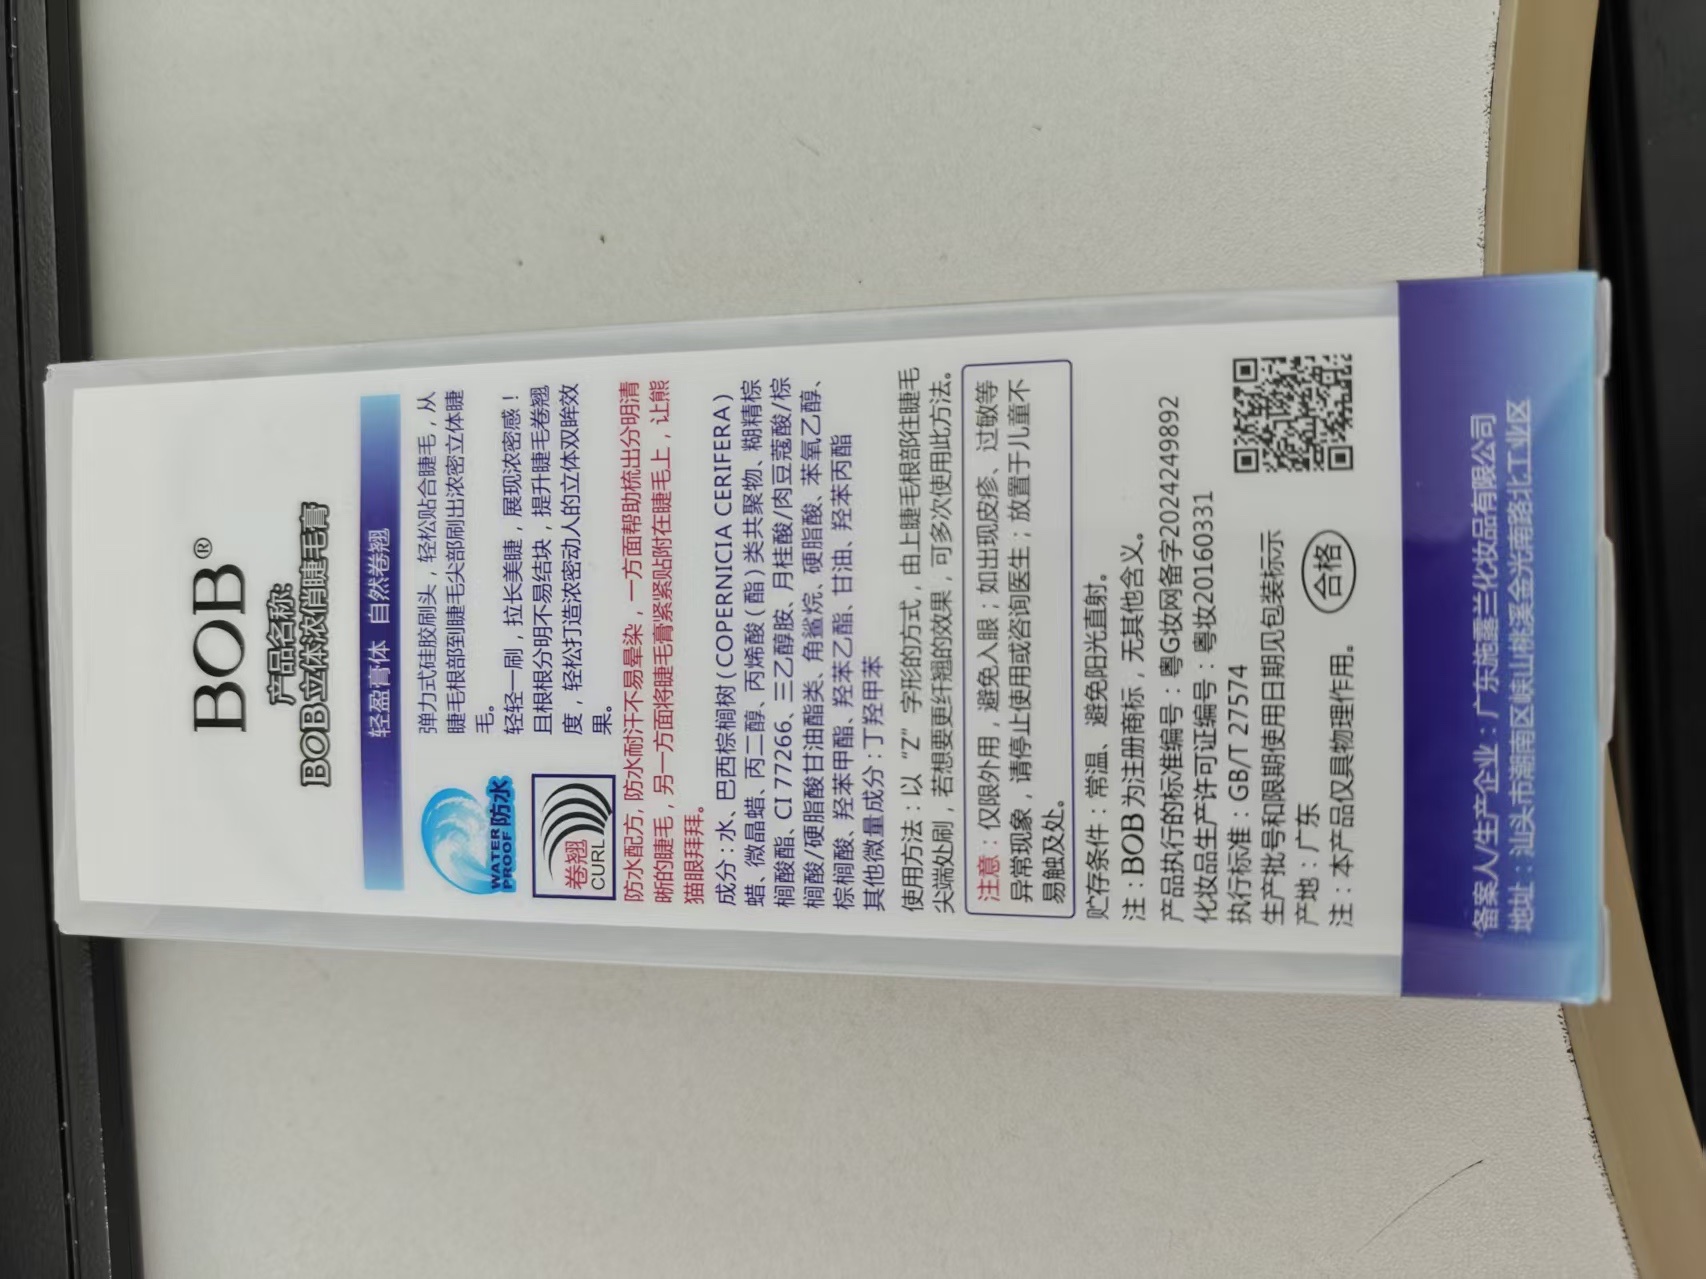 BOB®
产品名称:
BOB立体浓俏睫毛膏
轻盈膏体 自然卷翘
WATER
PROOF 防水
弹力式硅胶刷头，轻松贴合睫毛，从
睫毛根部到睫毛尖部刷出浓密立体睫
毛。
轻轻一刷，拉长美睫，展现浓密感！
卷翘
CURL
且根根分明不易结块，提升睫毛卷翘
度，轻松打造浓密动人的立体双眸效
果。
防水配方，防水耐汗不易晕染，一方面帮助梳出分明清
晰的睫毛，另一方面将睫毛膏紧紧贴附在睫毛上，让熊
猫眼拜拜。
成分：水、巴西棕榈树（COPERNICIA CERIFERA）
蜡、微晶蜡、丙二醇、丙烯酸（酯）类共聚物、糊精棕
榈酸酯、CI 77266、三乙醇胺、月桂酸/肉豆蔻酸/棕
榈酸/硬脂酸甘油酯类、角鲨烷、硬脂酸、苯氧乙醇、
棕榈酸、羟苯甲酯、羟苯乙酯、甘油、羟苯丙酯
其他微量成分：丁羟甲苯
使用方法：以“Z”字形的方式，由上睫毛根部往睫毛
尖端处刷，若想要更纤翘的效果，可多次使用此方法。
注意：仅限外用，避免入眼；如出现皮疹、过敏等
异常现象，请停止使用或咨询医生；放置于儿童不
易触及处。
贮存条件：常温、避免阳光直射。
注：BOB 为注册商标，无其他含义。
产品执行的标准编号：粤G妆网备字2024249892
化妆品生产许可证编号：粤妆20160331
执行标准：GB/T 27574
生产批号和限期使用日期见包装标示
产地：广东
注：本产品仅具物理作用。
合格
备案人/生产企业：广东施露兰化妆品有限公司
地址：汕头市潮南区峡山桃溪金光南路北工业区